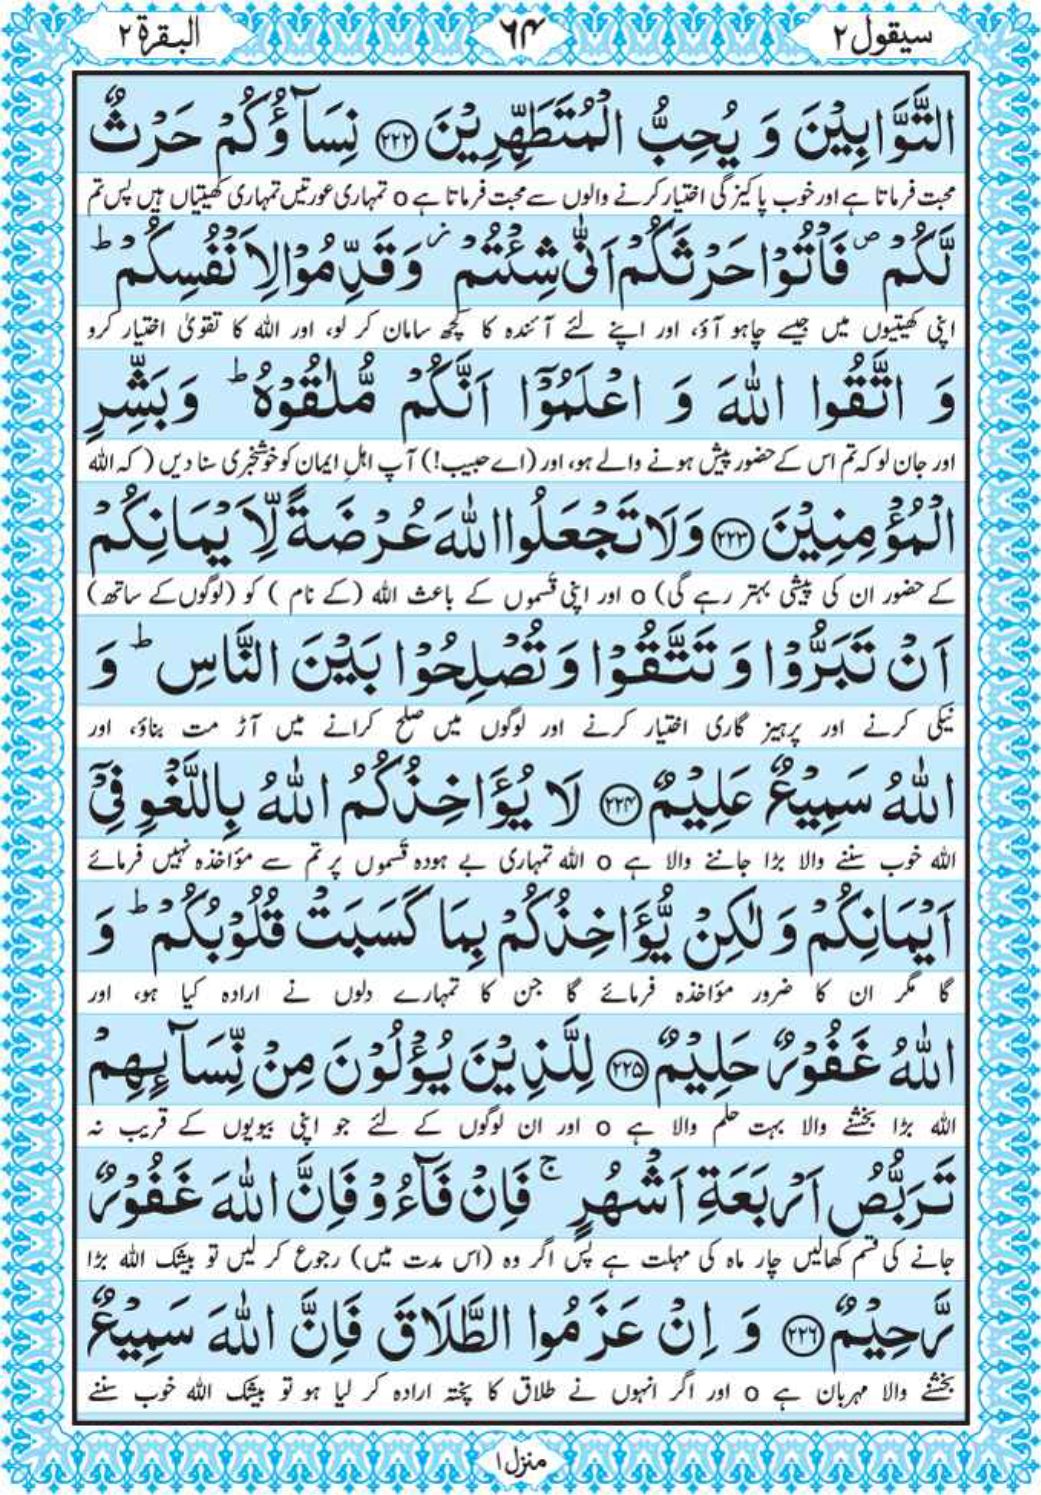 سیقول ۲
۶۴
البقرة ۲
التَّوَّابِیْنَ وَ یُحِبُّ الْمُتَطَهِّرِیْنَ ﴿۲۲۲﴾ نِسَآؤُكُمْ حَرْثٌ
محبت فرماتا ہے اور خوب پاکیزگی اختیار کرنے والوں سے محبت فرماتا ہے o تمہاری عورتیں تمہاری کھیتیاں ہیں پس تم
لَّكُمْ ۪ فَاْتُوْا حَرْثَكُمْ اَنّٰی شِئْتُمْ ؗ وَ قَدِّمُوْا لِاَنْفُسِكُمْ ؕ
اپنی کھیتیوں میں جیسے چاہو آؤ، اور اپنے لئے آئندہ کا کچھ سامان کر لو، اور اللہ کا تقویٰ اختیار کرو
وَ اتَّقُوا اللّٰهَ وَ اعْلَمُوْۤا اَنَّكُمْ مُّلٰقُوْهُ ؕ وَ بَشِّرِ
اور جان لو کہ تم اس کے حضور پیش ہونے والے ہو، اور (اے حبیب!) آپ اہلِ ایمان کو خوشخبری سنا دیں (کہ اللہ
الْمُؤْمِنِیْنَ ﴿۲۲۳﴾ وَ لَا تَجْعَلُوا اللّٰهَ عُرْضَةً لِّاَیْمَانِكُمْ
کے حضور ان کی پیشی بہتر رہے گی) o اور اپنی قسموں کے باعث اللہ (کے نام) کو (لوگوں کے ساتھ)
اَنْ تَبَرُّوْا وَ تَتَّقُوْا وَ تُصْلِحُوْا بَیْنَ النَّاسِ ؕ وَ
نیکی کرنے اور پرہیز گاری اختیار کرنے اور لوگوں میں صلح کرانے میں آڑ مت بناؤ، اور
اللّٰهُ سَمِیْعٌ عَلِیْمٌ ﴿۲۲۴﴾ لَا یُؤَاخِذُكُمُ اللّٰهُ بِاللَّغْوِ فِیْۤ
اللہ خوب سننے والا بڑا جاننے والا ہے o اللہ تمہاری بے ہودہ قسموں پر تم سے مؤاخذہ نہیں فرمائے
اَیْمَانِكُمْ وَ لٰكِنْ یُّؤَاخِذُكُمْ بِمَا كَسَبَتْ قُلُوْبُكُمْ ؕ وَ
گا مگر ان کا ضرور مؤاخذہ فرمائے گا جن کا تمہارے دلوں نے ارادہ کیا ہو، اور
اللّٰهُ غَفُوْرٌ حَلِیْمٌ ﴿۲۲۵﴾ لِلَّذِیْنَ یُؤْلُوْنَ مِنْ نِّسَآىِٕهِمْ
اللہ بڑا بخشنے والا بہت حلم والا ہے o اور ان لوگوں کے لئے جو اپنی بیویوں کے قریب نہ
تَرَبُّصُ اَرْبَعَةِ اَشْهُرٍ ۚ فَاِنْ فَآءُوْ فَاِنَّ اللّٰهَ غَفُوْرٌ
جانے کی قسم کھالیں چار ماہ کی مہلت ہے پس اگر وہ (اس مدت میں) رجوع کر لیں تو بیشک اللہ بڑا
رَّحِیْمٌ ﴿۲۲۶﴾ وَ اِنْ عَزَمُوا الطَّلَاقَ فَاِنَّ اللّٰهَ سَمِیْعٌ
بخشنے والا مہربان ہے o اور اگر انہوں نے طلاق کا پختہ ارادہ کر لیا ہو تو بیشک اللہ خوب سننے
منزل ۱